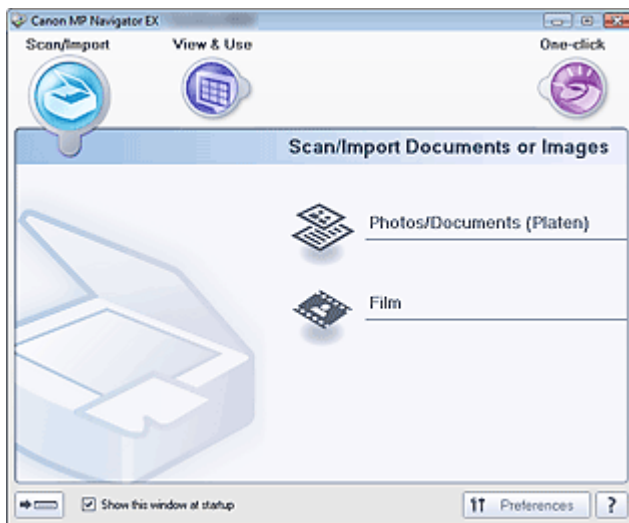 Canon MP Navigator EX
Scan/Import
View & Use
One-click
Scan/Import Documents or Images
Photos/Documents (Platen)
Film
Show this window at startup
Preferences
?